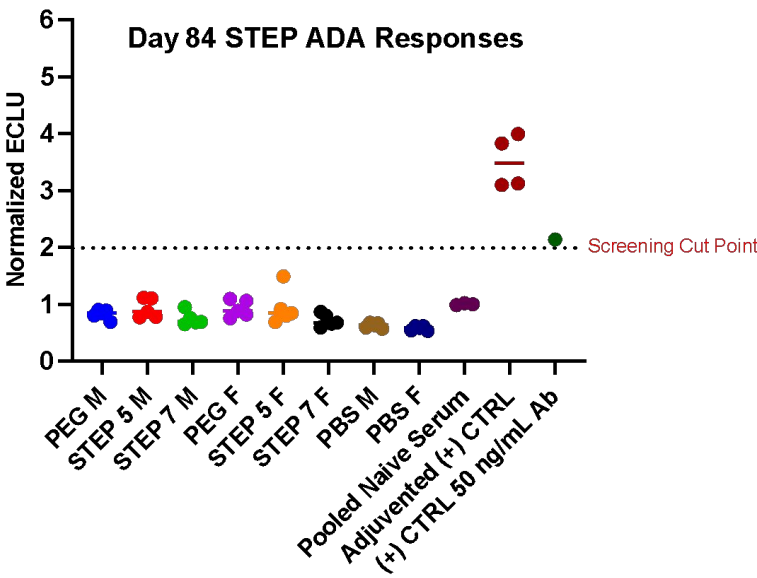 Day 84 STEP ADA Responses
Normalized ECLU
6
5
4
3
2
1
0
Screening Cut Point
PEG M
STEP 5 M
STEP 7 M
PEG F
STEP 5 F
STEP 7 F
PBS M
PBS F
Pooled Naive Serum
Adjuvented (+) CTRL
(+) CTRL 50 ng/mL Ab